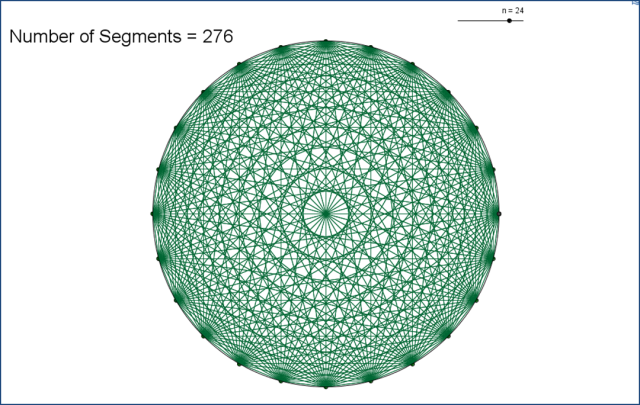 n = 24
Number of Segments = 276